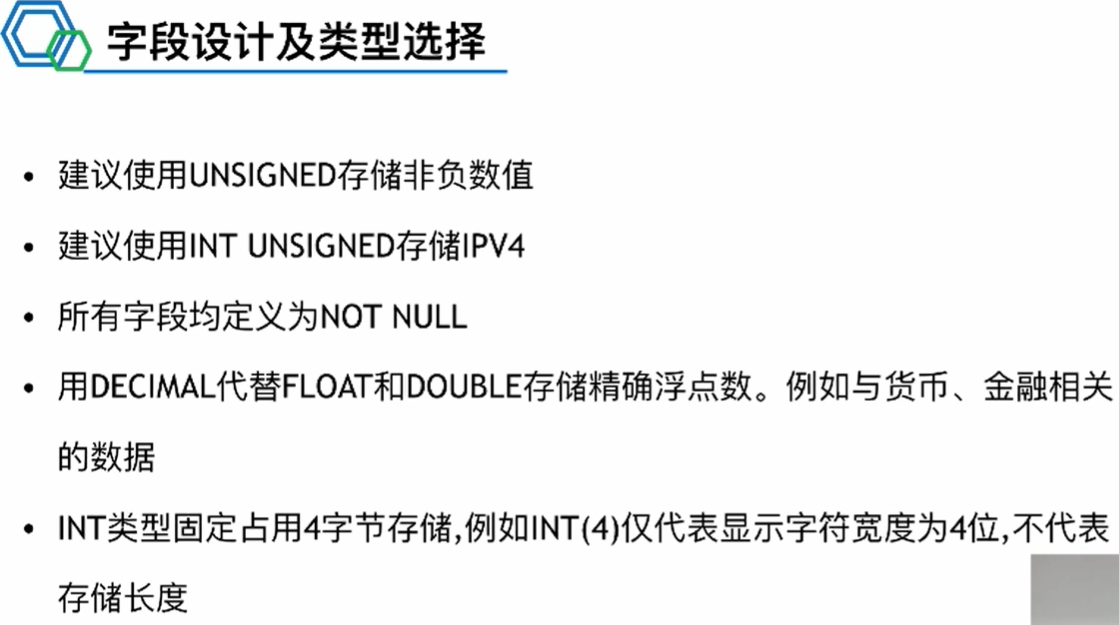 字段设计及类型选择
• 建议使用UNSIGNED存储非负数值
• 建议使用INT UNSIGNED存储IPV4
• 所有字段均定义为NOT NULL
• 用DECIMAL代替FLOAT和DOUBLE存储精确浮点数。例如与货币、金融相关
的数据
• INT类型固定占用4字节存储,例如INT(4)仅代表显示字符宽度为4位,不代表
存储长度